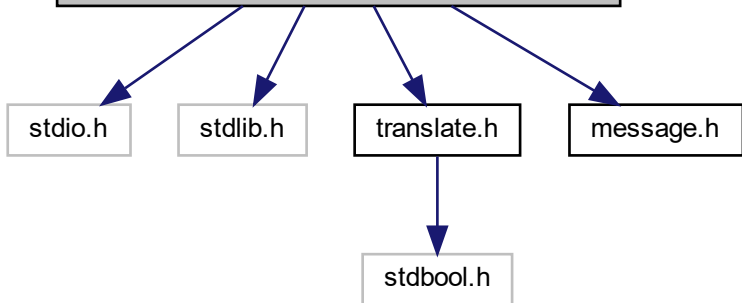 stdio.h
stdlib.h
translate.h
message.h
stdbool.h